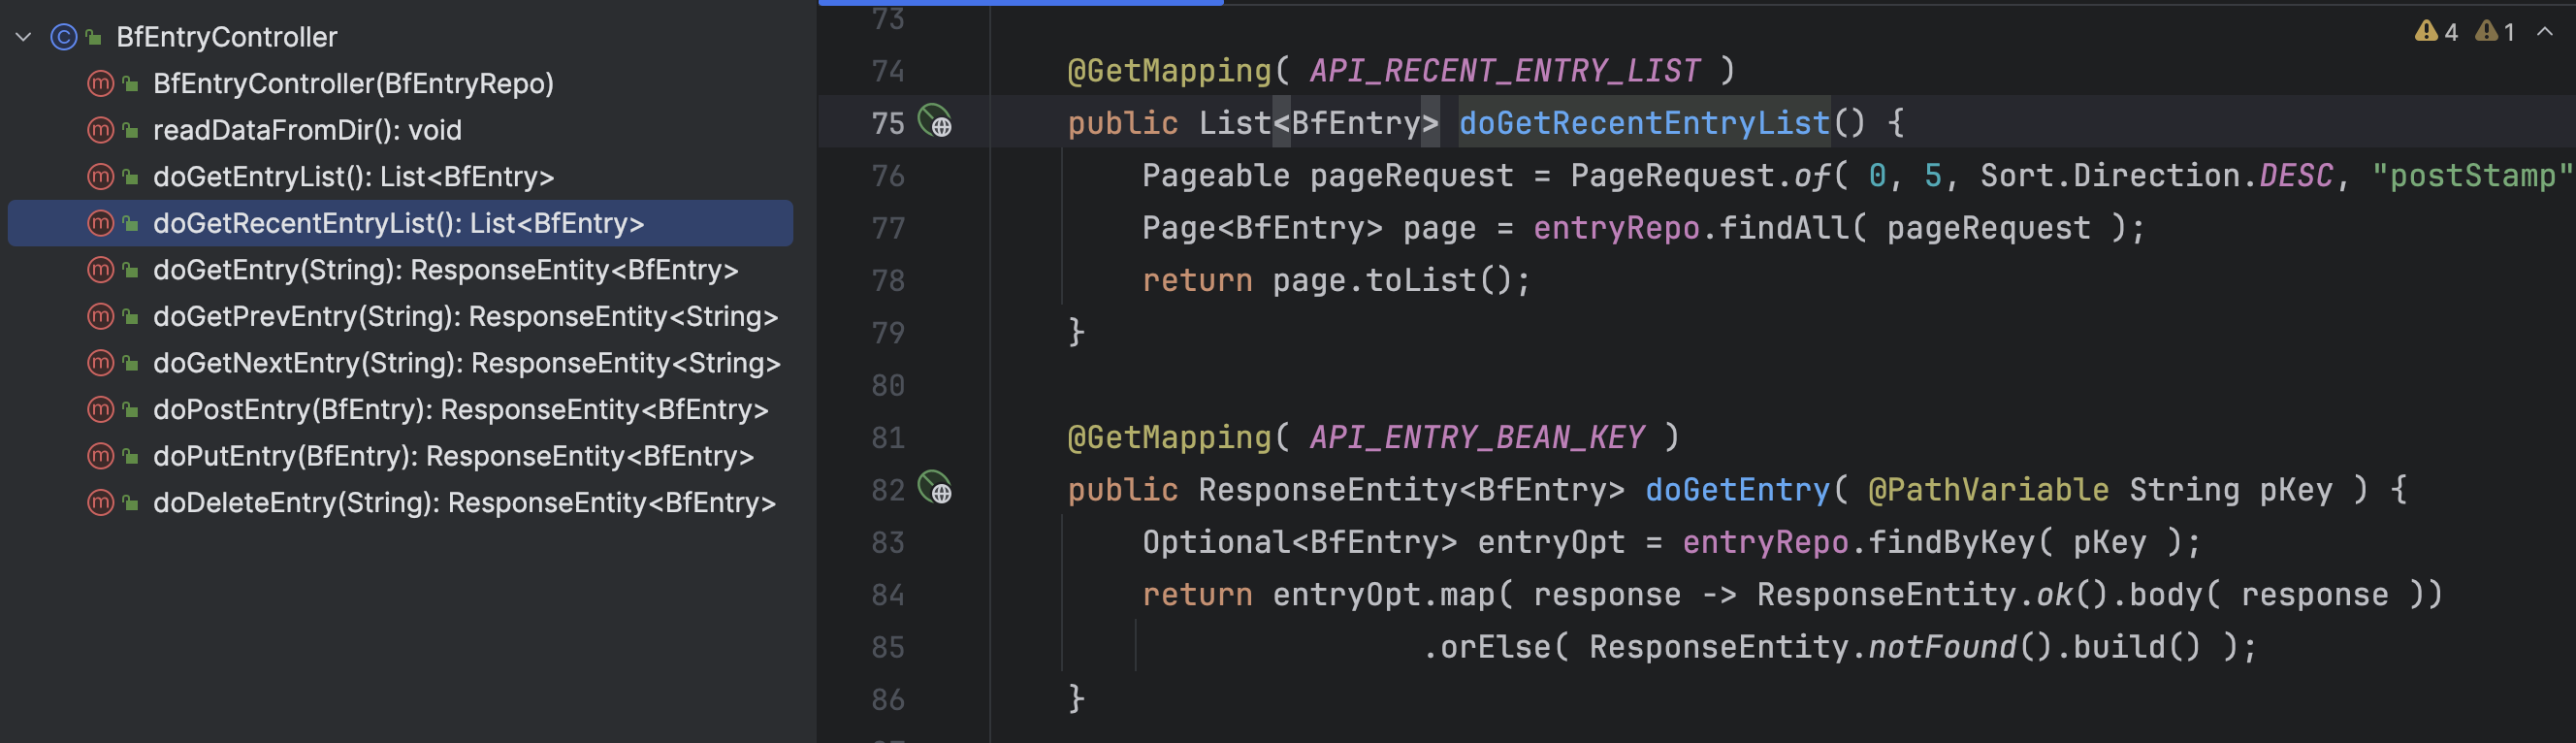 BfEntryController
BfEntryController(BfEntryRepo)
readDataFromDir(): void
doGetEntryList(): List<BfEntry>
doGetRecentEntryList(): List<BfEntry>
doGetEntry(String): ResponseEntity<BfEntry>
doGetPrevEntry(String): ResponseEntity<String>
doGetNextEntry(String): ResponseEntity<String>
doPostEntry(BfEntry): ResponseEntity<BfEntry>
doPutEntry(BfEntry): ResponseEntity<BfEntry>
doDeleteEntry(String): ResponseEntity<BfEntry>
4 1
73
74 @GetMapping( API_RECENT_ENTRY_LIST )
75 public List<BfEntry> doGetRecentEntryList() {
76 Pageable pageRequest = PageRequest.of( 0, 5, Sort.Direction.DESC, "postStamp"
77 Page<BfEntry> page = entryRepo.findAll( pageRequest );
78 return page.toList();
79 }
80
81 @GetMapping( API_ENTRY_BEAN_KEY )
82 public ResponseEntity<BfEntry> doGetEntry( @PathVariable String pKey ) {
83 Optional<BfEntry> entryOpt = entryRepo.findByKey( pKey );
84 return entryOpt.map( response -> ResponseEntity.ok().body( response ))
85 .orElse( ResponseEntity.notFound().build() );
86 }